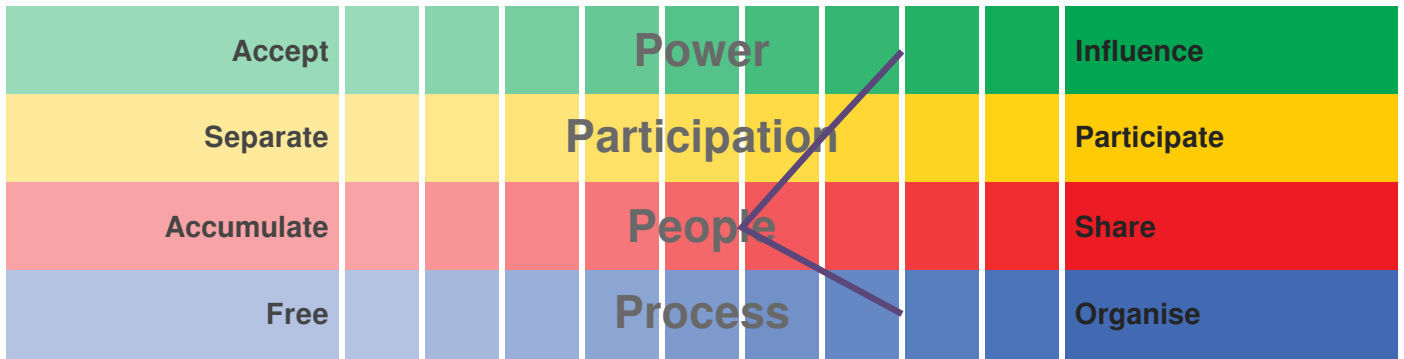 Accept Power Influence
Separate Participation Participate
Accumulate People Share
Free Process Organise